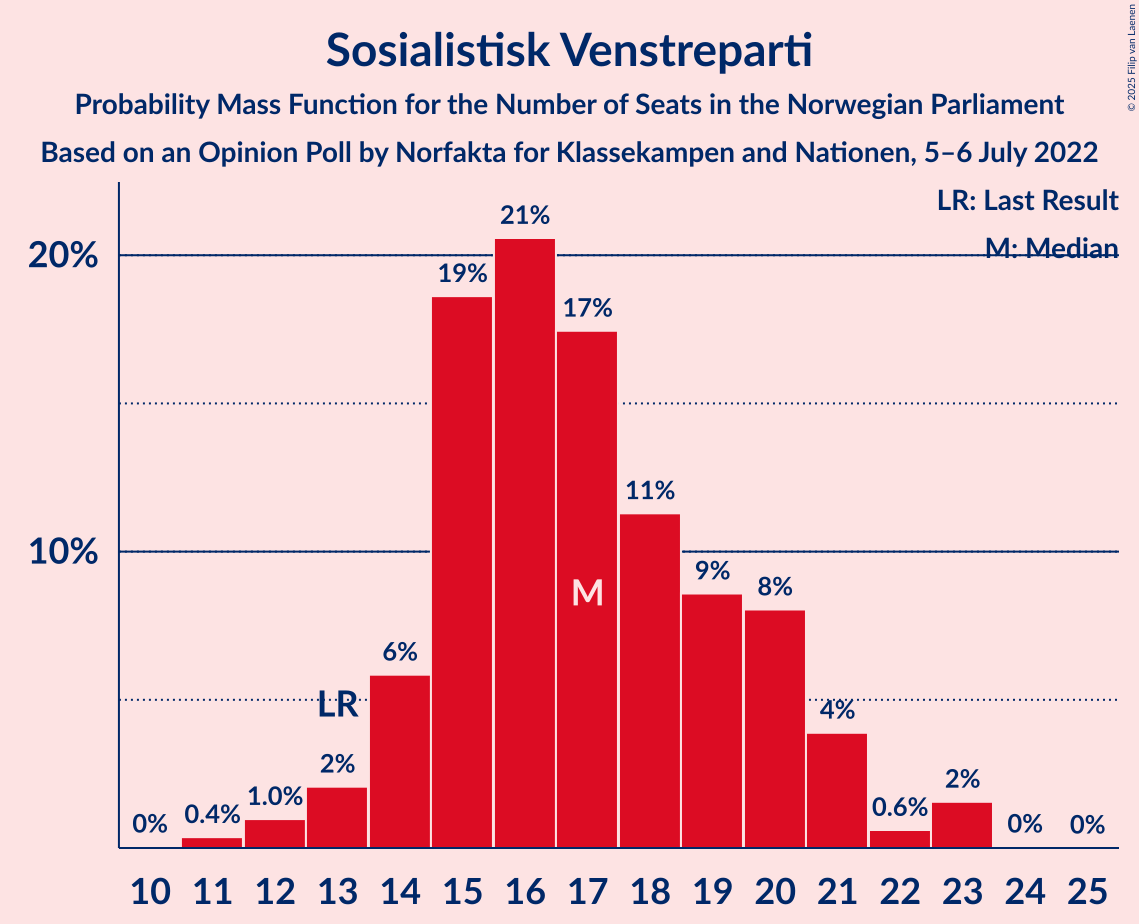 Sosialistisk Venstreparti
Probability Mass Function for the Number of Seats in the Norwegian Parliament
Based on an Opinion Poll by Norfakta for Klassekampen and Nationen, 5–6 July 2022
© 2025 Filip van Laenen
LR: Last Result
M: Median
20%
10%
0%
0.4%
1.0%
2%
LR
6%
19%
21%
17%
M
11%
9%
8%
4%
0.6%
2%
0%
0%
10 11 12 13 14 15 16 17 18 19 20 21 22 23 24 25